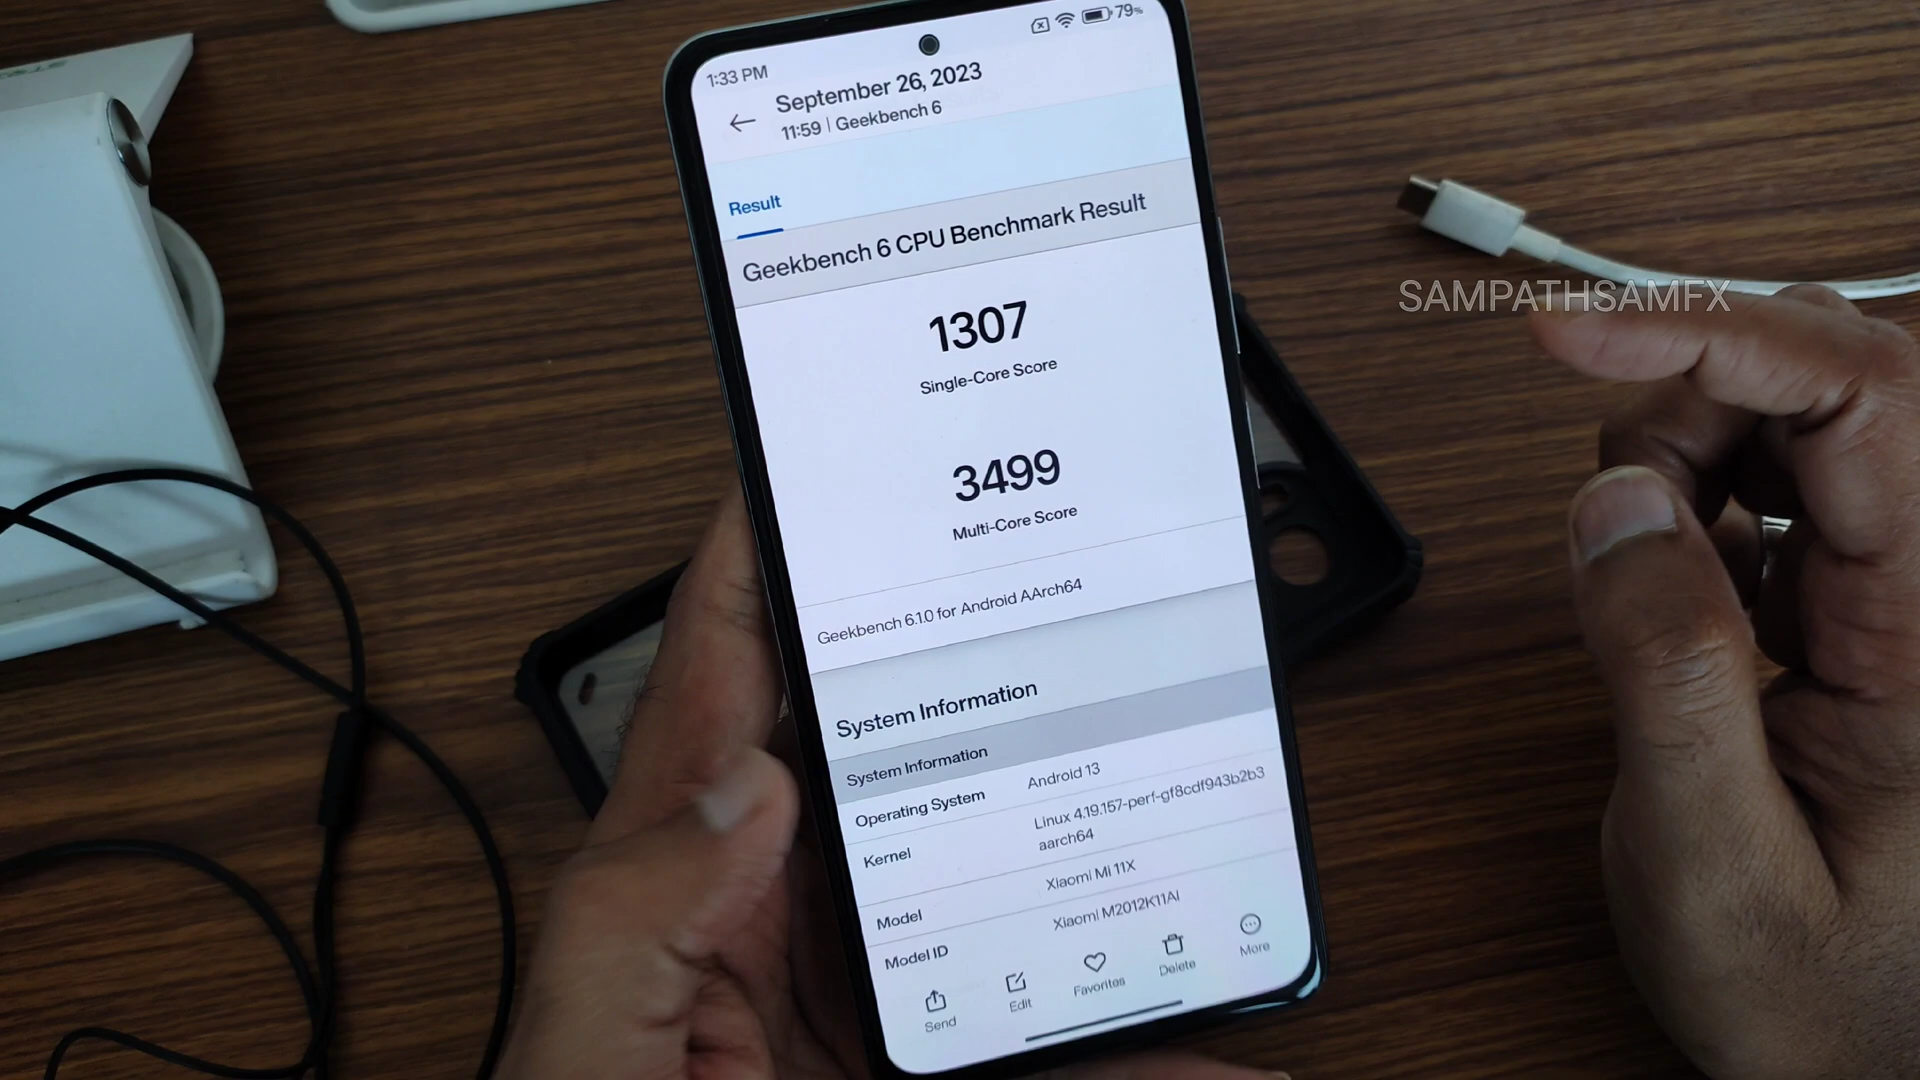 1:33 PM
79%
September 26, 2023
11:59 | Geekbench 6
Result
Geekbench 6 CPU Benchmark Result
1307
Single-Core Score
3499
Multi-Core Score
Geekbench 6.1.0 for Android AArch64
System Information
System Information
Operating System Android 13
Kernel Linux 4.19.157-perf-gf8cdf943b2b3
aarch64
Model Xiaomi Mi 11X
Model ID Xiaomi M2012K11AI
Send Edit Favorites Delete More
SAMPATHSAMFX